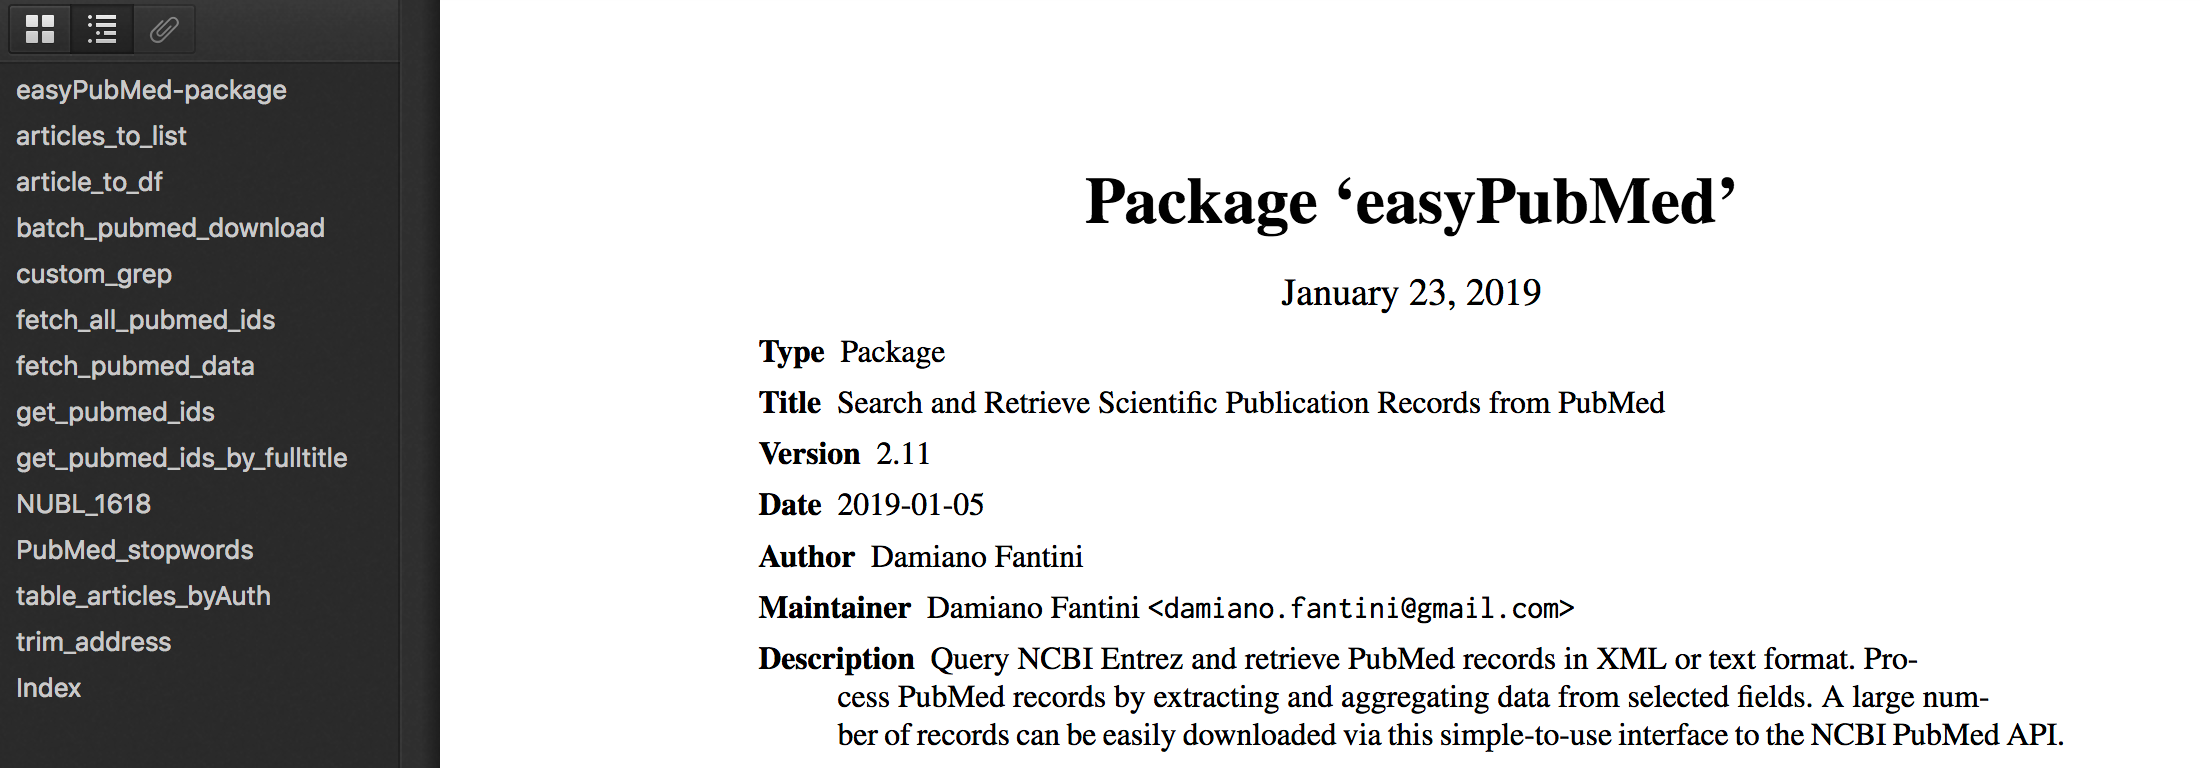 easyPubMed-package
articles_to_list
article_to_df
batch_pubmed_download
custom_grep
fetch_all_pubmed_ids
fetch_pubmed_data
get_pubmed_ids
get_pubmed_ids_by_fulltitle
NUBL_1618
PubMed_stopwords
table_articles_byAuth
trim_address
Index
Package ‘easyPubMed’
January 23, 2019
Type Package
Title Search and Retrieve Scientific Publication Records from PubMed
Version 2.11
Date 2019-01-05
Author Damiano Fantini
Maintainer Damiano Fantini <damiano.fantini@gmail.com>
Description Query NCBI Entrez and retrieve PubMed records in XML or text format. Pro-
cess PubMed records by extracting and aggregating data from selected fields. A large num-
ber of records can be easily downloaded via this simple-to-use interface to the NCBI PubMed API.